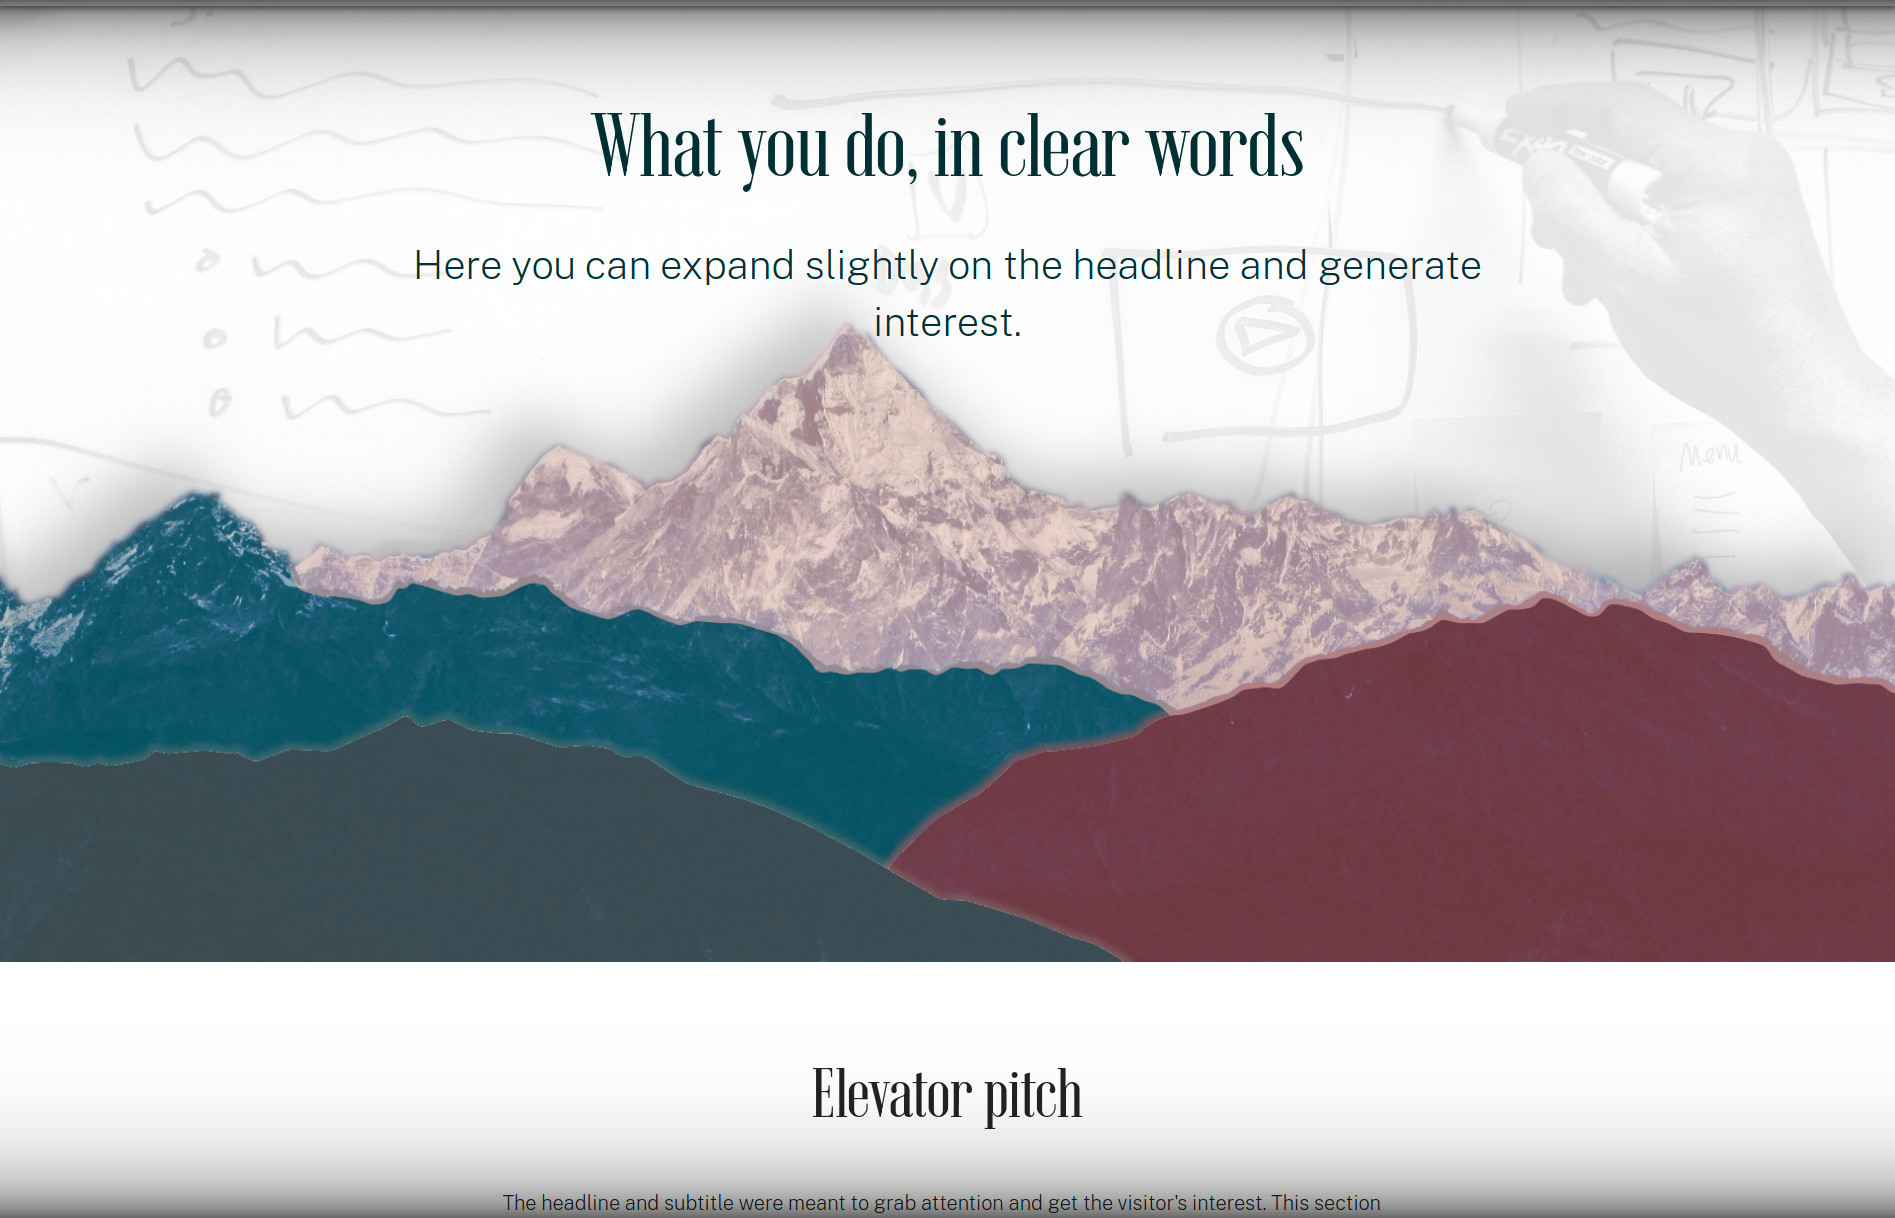 What you do, in clear words
Here you can expand slightly on the headline and generate
interest.
Menu
Elevator pitch
The headline and subtitle were meant to grab attention and get the visitor's interest. This section